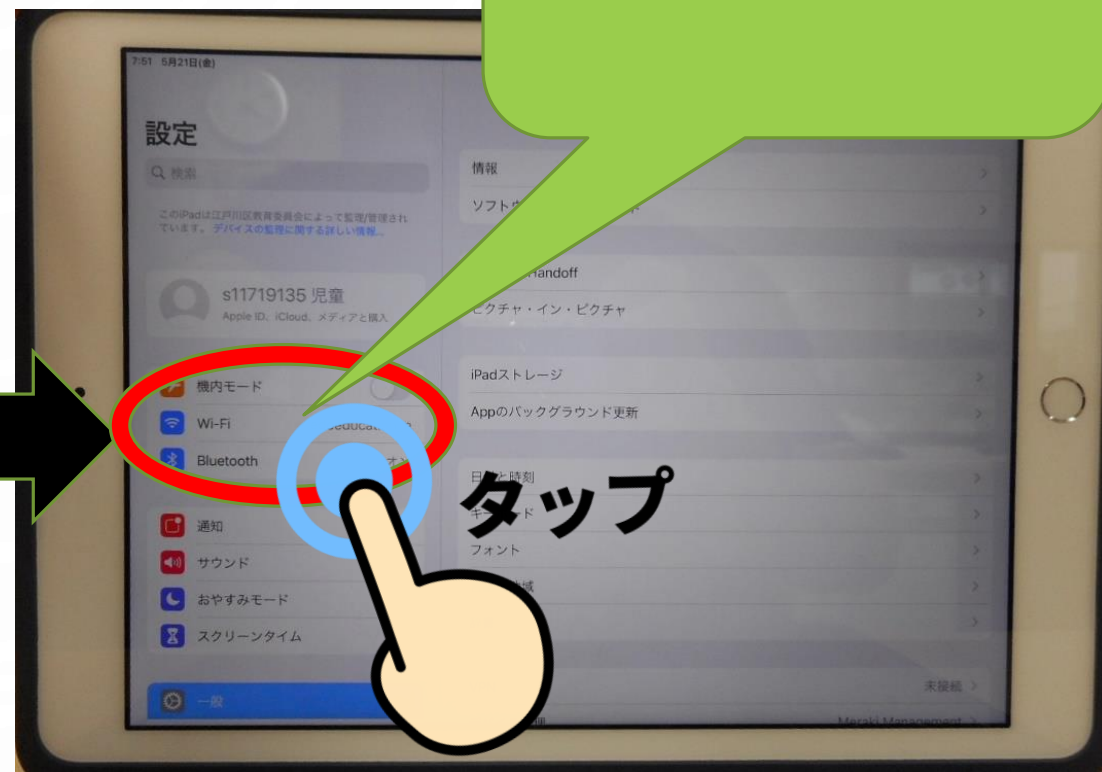 7:51 5月21日(金)
設定
検索
このiPadは江戸川区教育委員会によって監理/管理され
ています。デバイスの監理に関する詳しい情報...
s11719135 児童
Apple ID、iCloud、メディアと購入
機内モード
Wi-Fi
Bluetooth
通知
サウンド
おやすみモード
スクリーンタイム
一般
情報
Handoff
ピクチャ・イン・ピクチャ
iPadストレージ
Appのバックグラウンド更新
タップ
フォント
未接続
Meraki Management